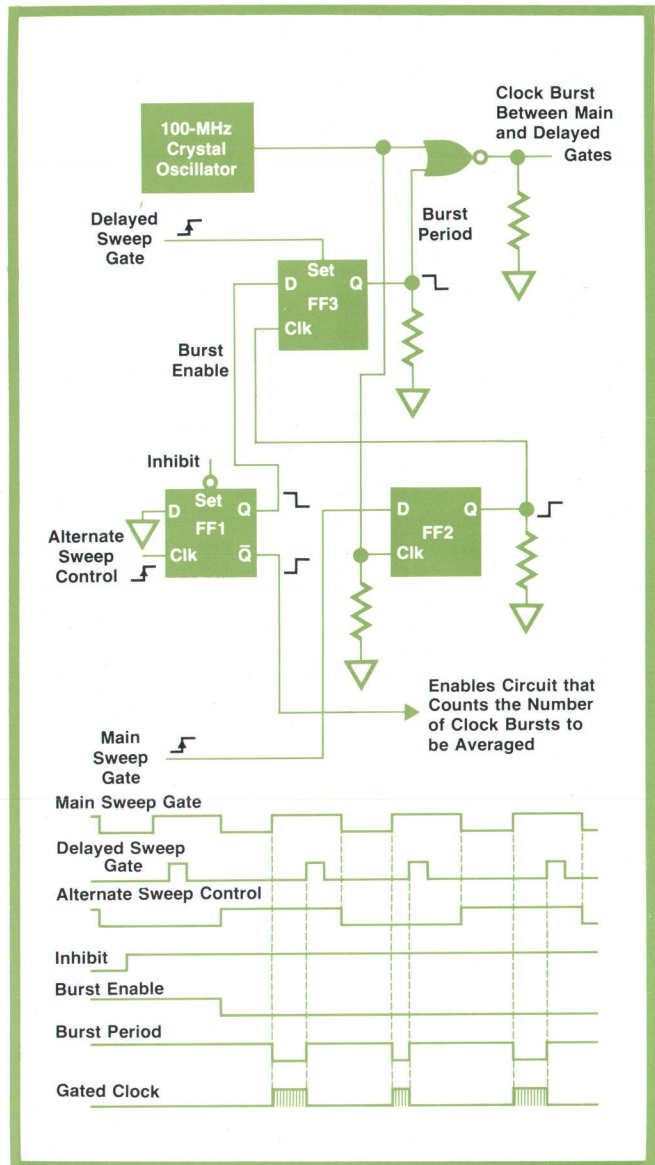 100-MHz
Crystal
Oscillator
Clock Burst
Between Main
and Delayed
Gates
Delayed
Sweep
Gate
Burst
Period
Set
D Q
FF3
Clk
Burst
Enable
Inhibit
Set
D Q
FF1
Clk Q̅
Alternate
Sweep
Control
D Q
FF2
Clk
Enables Circuit that
Counts the Number
of Clock Bursts to
be Averaged
Main
Sweep
Gate
Main Sweep Gate
Delayed Sweep
Gate
Alternate Sweep Control
Inhibit
Burst Enable
Burst Period
Gated Clock